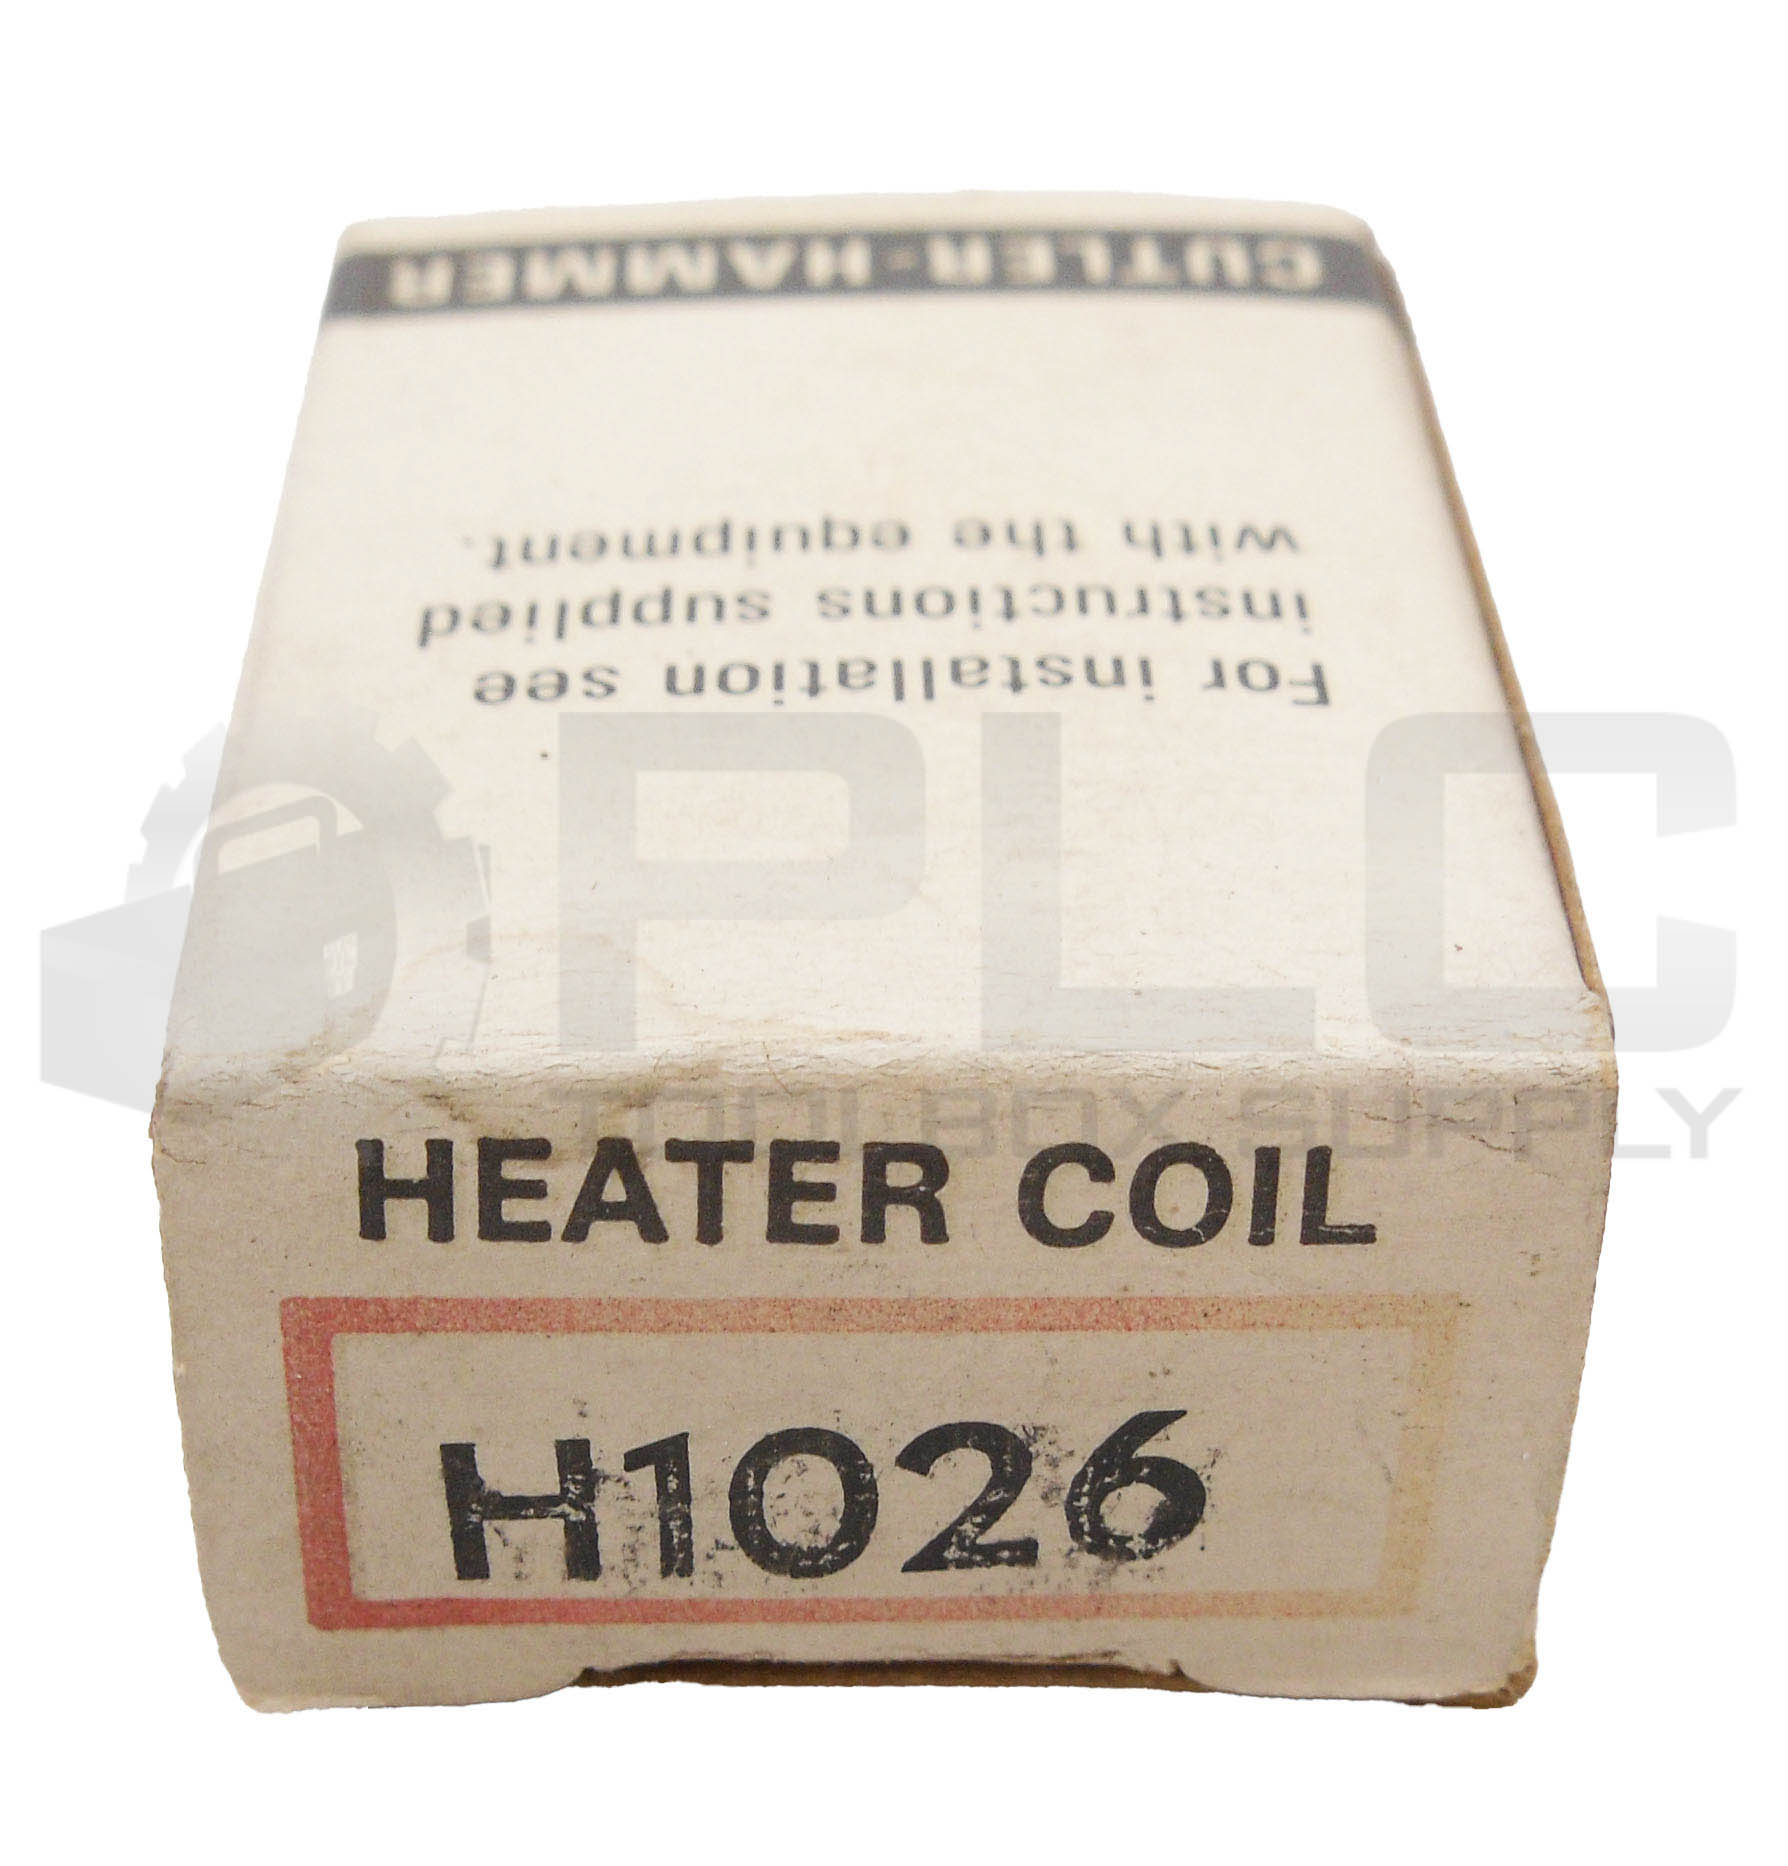 CUTLER-HAMMER
For installation see
instructions supplied
with the equipment.
PLC
TOOLBOX SUPPLY
HEATER COIL
H1026